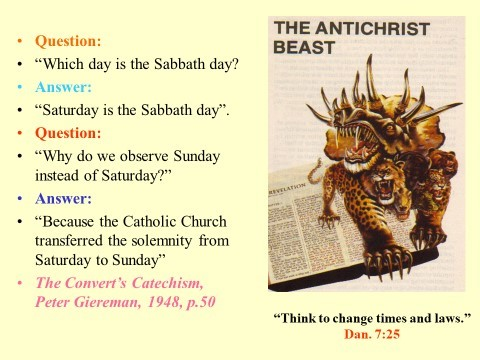 • Question:
• “Which day is the Sabbath day?
• Answer:
• “Saturday is the Sabbath day”.
• Question:
• “Why do we observe Sunday
instead of Saturday?”
• Answer:
• “Because the Catholic Church
transferred the solemnity from
Saturday to Sunday”
• The Convert’s Catechism,
Peter Giereman, 1948, p.50
THE ANTICHRIST
BEAST
REVELATION
“Think to change times and laws.”
Dan. 7:25